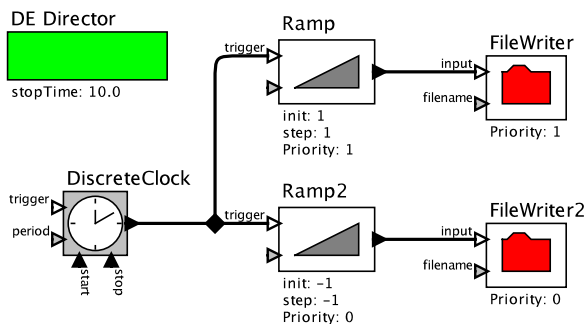 DE Director
stopTime: 10.0
Ramp
trigger
init: 1
step: 1
Priority: 1
FileWriter
input
filename
Priority: 1
DiscreteClock
trigger
period
start
stop
Ramp2
trigger
init: -1
step: -1
Priority: 0
FileWriter2
input
filename
Priority: 0